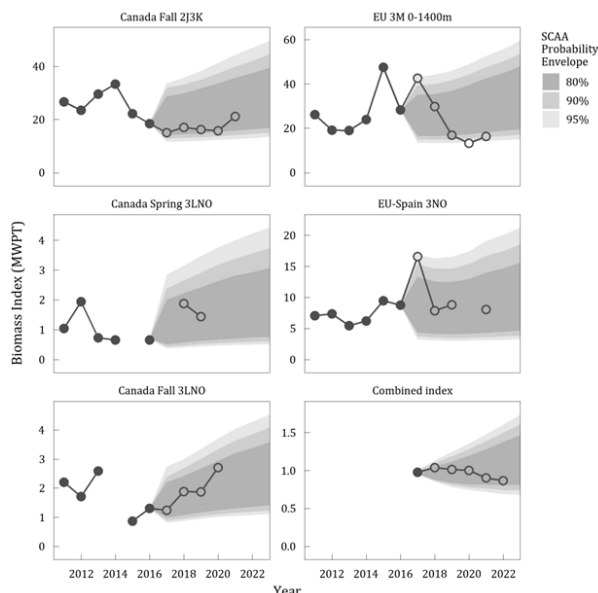 Canada Fall 2J3K
EU 3M 0-1400m
SCAA
Probability
Envelope
80%
90%
95%
40
20
0
60
40
20
0
Canada Spring 3LNO
EU-Spain 3NO
Biomass Index (MWPT)
4
3
2
1
0
20
15
10
5
0
Canada Fall 3LNO
Combined index
5
4
3
2
1
0
1.5
1.0
0.5
0.0
2012 2014 2016 2018 2020 2022
2012 2014 2016 2018 2020 2022
Year